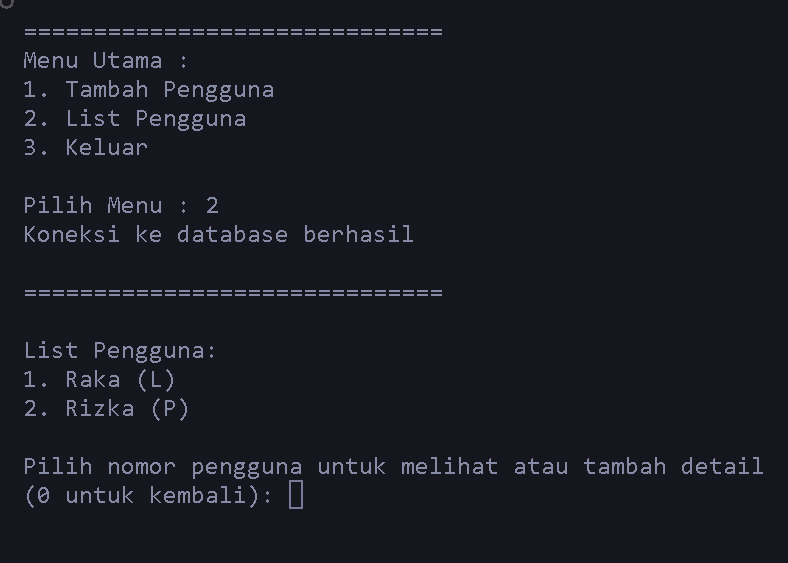 ==============================
Menu Utama :
1. Tambah Pengguna
2. List Pengguna
3. Keluar
Pilih Menu : 2
Koneksi ke database berhasil
==============================
List Pengguna:
1. Raka (L)
2. Rizka (P)
Pilih nomor pengguna untuk melihat atau tambah detail
(0 untuk kembali):